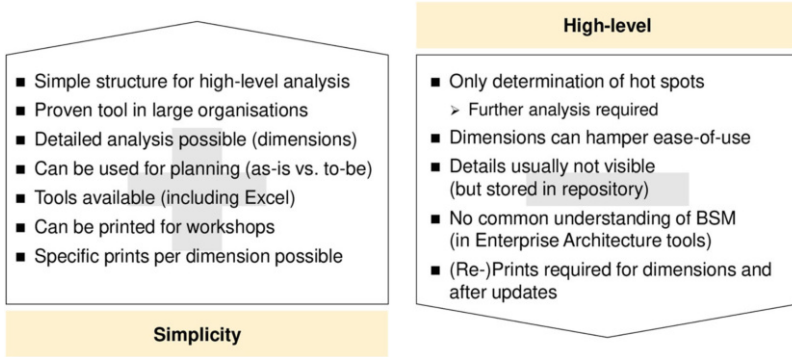 ■ Simple structure for high-level analysis
■ Proven tool in large organisations
■ Detailed analysis possible (dimensions)
■ Can be used for planning (as-is vs. to-be)
■ Tools available (including Excel)
■ Can be printed for workshops
■ Specific prints per dimension possible
Simplicity
High-level
■ Only determination of hot spots
➢ Further analysis required
■ Dimensions can hamper ease-of-use
■ Details usually not visible
(but stored in repository)
■ No common understanding of BSM
(in Enterprise Architecture tools)
■ (Re-)Prints required for dimensions and
after updates